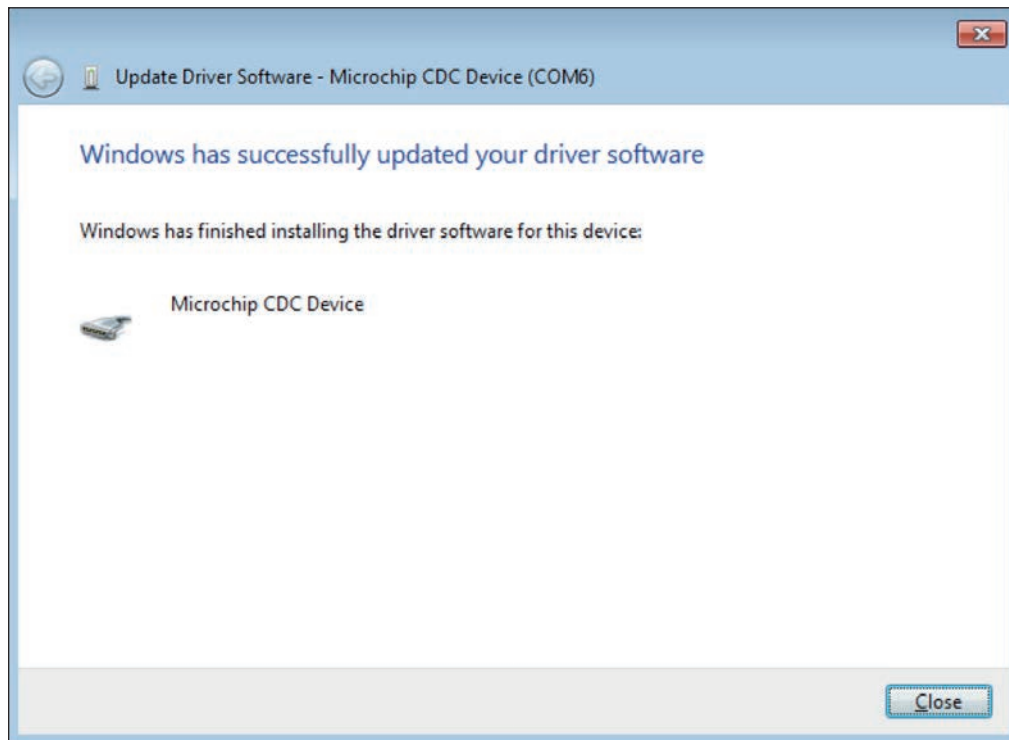 Update Driver Software - Microchip CDC Device (COM6)
Windows has successfully updated your driver software
Windows has finished installing the driver software for this device:
Microchip CDC Device
Close